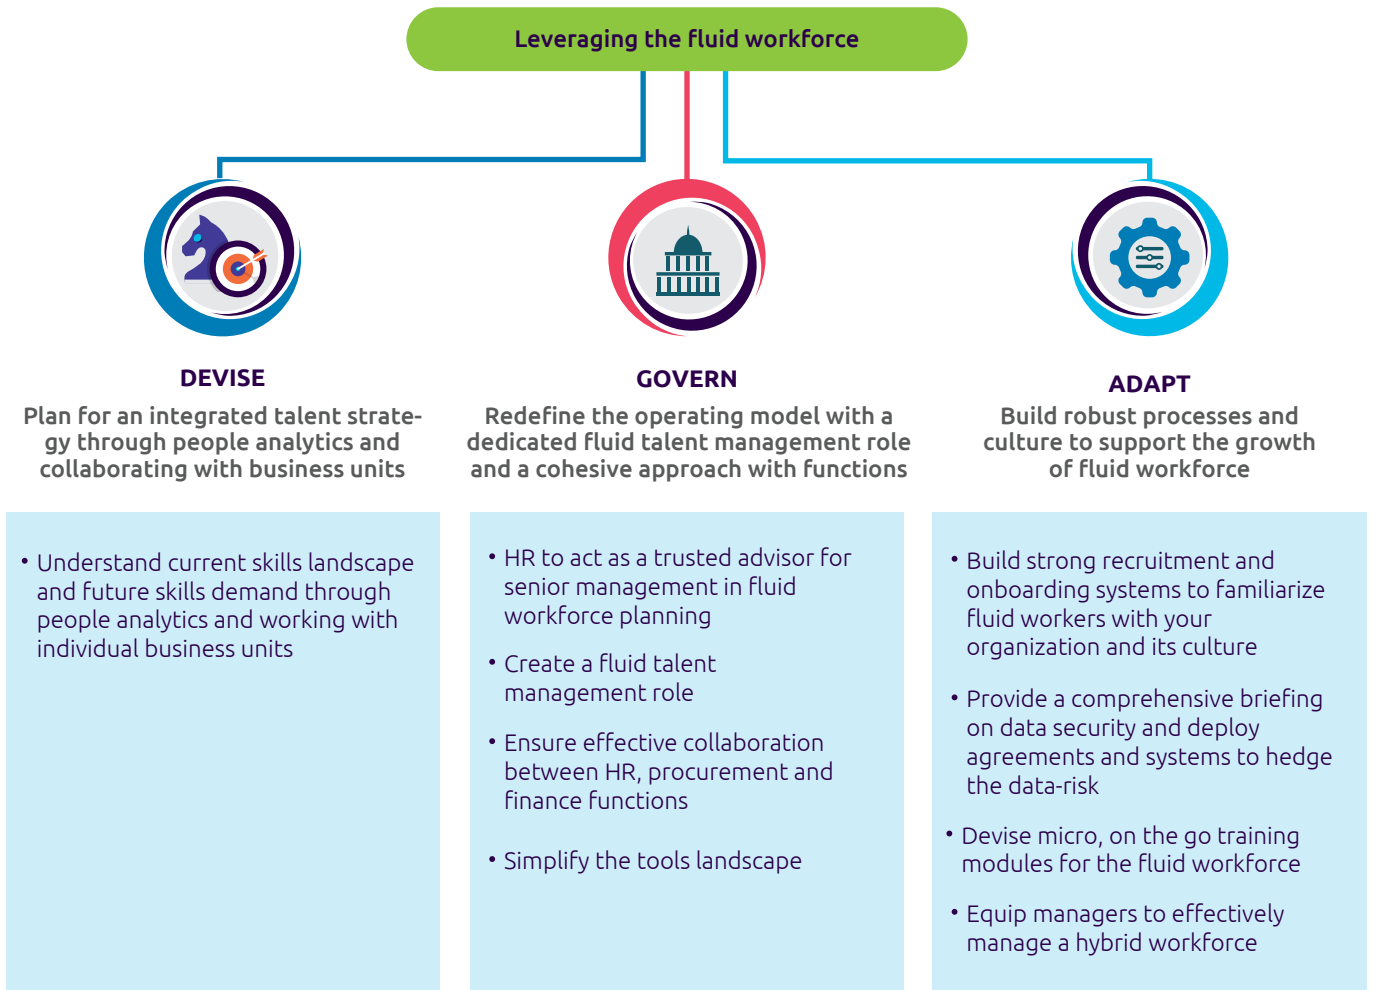 Leveraging the fluid workforce
DEVISE
Plan for an integrated talent strate-
gy through people analytics and
collaborating with business units
• Understand current skills landscape
and future skills demand through
people analytics and working with
individual business units
GOVERN
Redefine the operating model with a
dedicated fluid talent management role
and a cohesive approach with functions
• HR to act as a trusted advisor for
senior management in fluid
workforce planning
• Create a fluid talent
management role
• Ensure effective collaboration
between HR, procurement and
finance functions
• Simplify the tools landscape
ADAPT
Build robust processes and
culture to support the growth
of fluid workforce
• Build strong recruitment and
onboarding systems to familiarize
fluid workers with your
organization and its culture
• Provide a comprehensive briefing
on data security and deploy
agreements and systems to hedge
the data-risk
• Devise micro, on the go training
modules for the fluid workforce
• Equip managers to effectively
manage a hybrid workforce